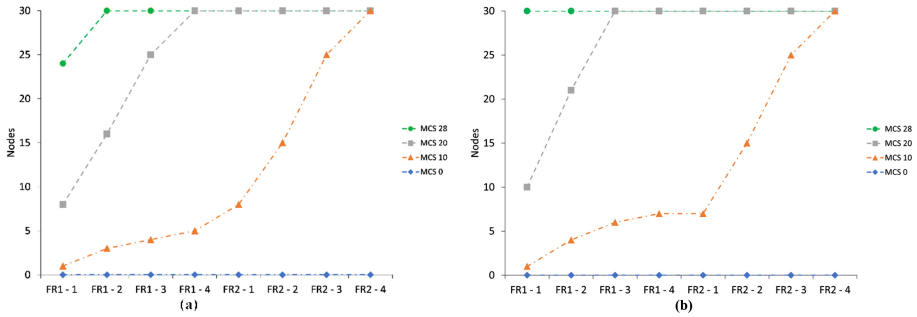 30
25
20
15
10
5
0
Nodes
FR1 - 1 FR1 - 2 FR1 - 3 FR1 - 4 FR2 - 1 FR2 - 2 FR2 - 3 FR2 - 4
MCS 28
MCS 20
MCS 10
MCS 0
(a)
30
25
20
15
10
5
0
Nodes
FR1 - 1 FR1 - 2 FR1 - 3 FR1 - 4 FR2 - 1 FR2 - 2 FR2 - 3 FR2 - 4
MCS 28
MCS 20
MCS 10
MCS 0
(b)